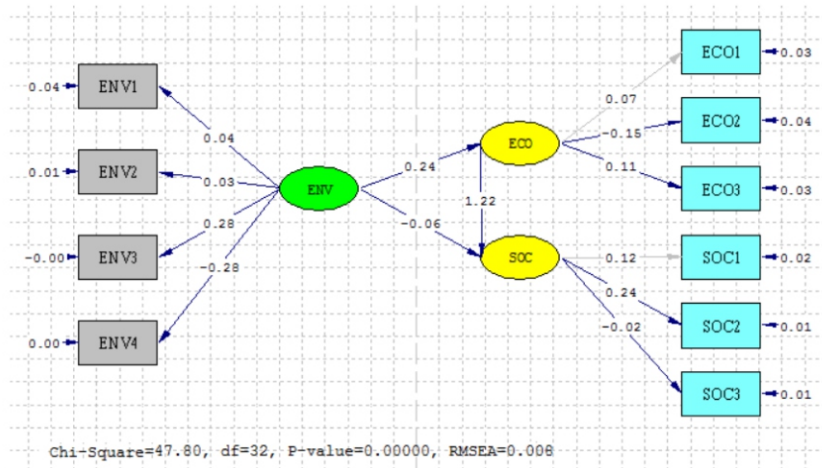 ECO1
0.03
0.04
ENV1
0.07
ECO2
0.04
0.04
-0.15
ECO
0.01
ENV2
0.03
0.24
0.11
ECO3
0.03
ENV
1.22
0.28
-0.06
-0.00
ENV3
SOC
0.12
SOC1
0.02
-0.28
0.24
SOC2
0.01
0.00
ENV4
-0.02
SOC3
0.01
Chi-Square=47.80, df=32, P-value=0.00000, RMSEA=0.008